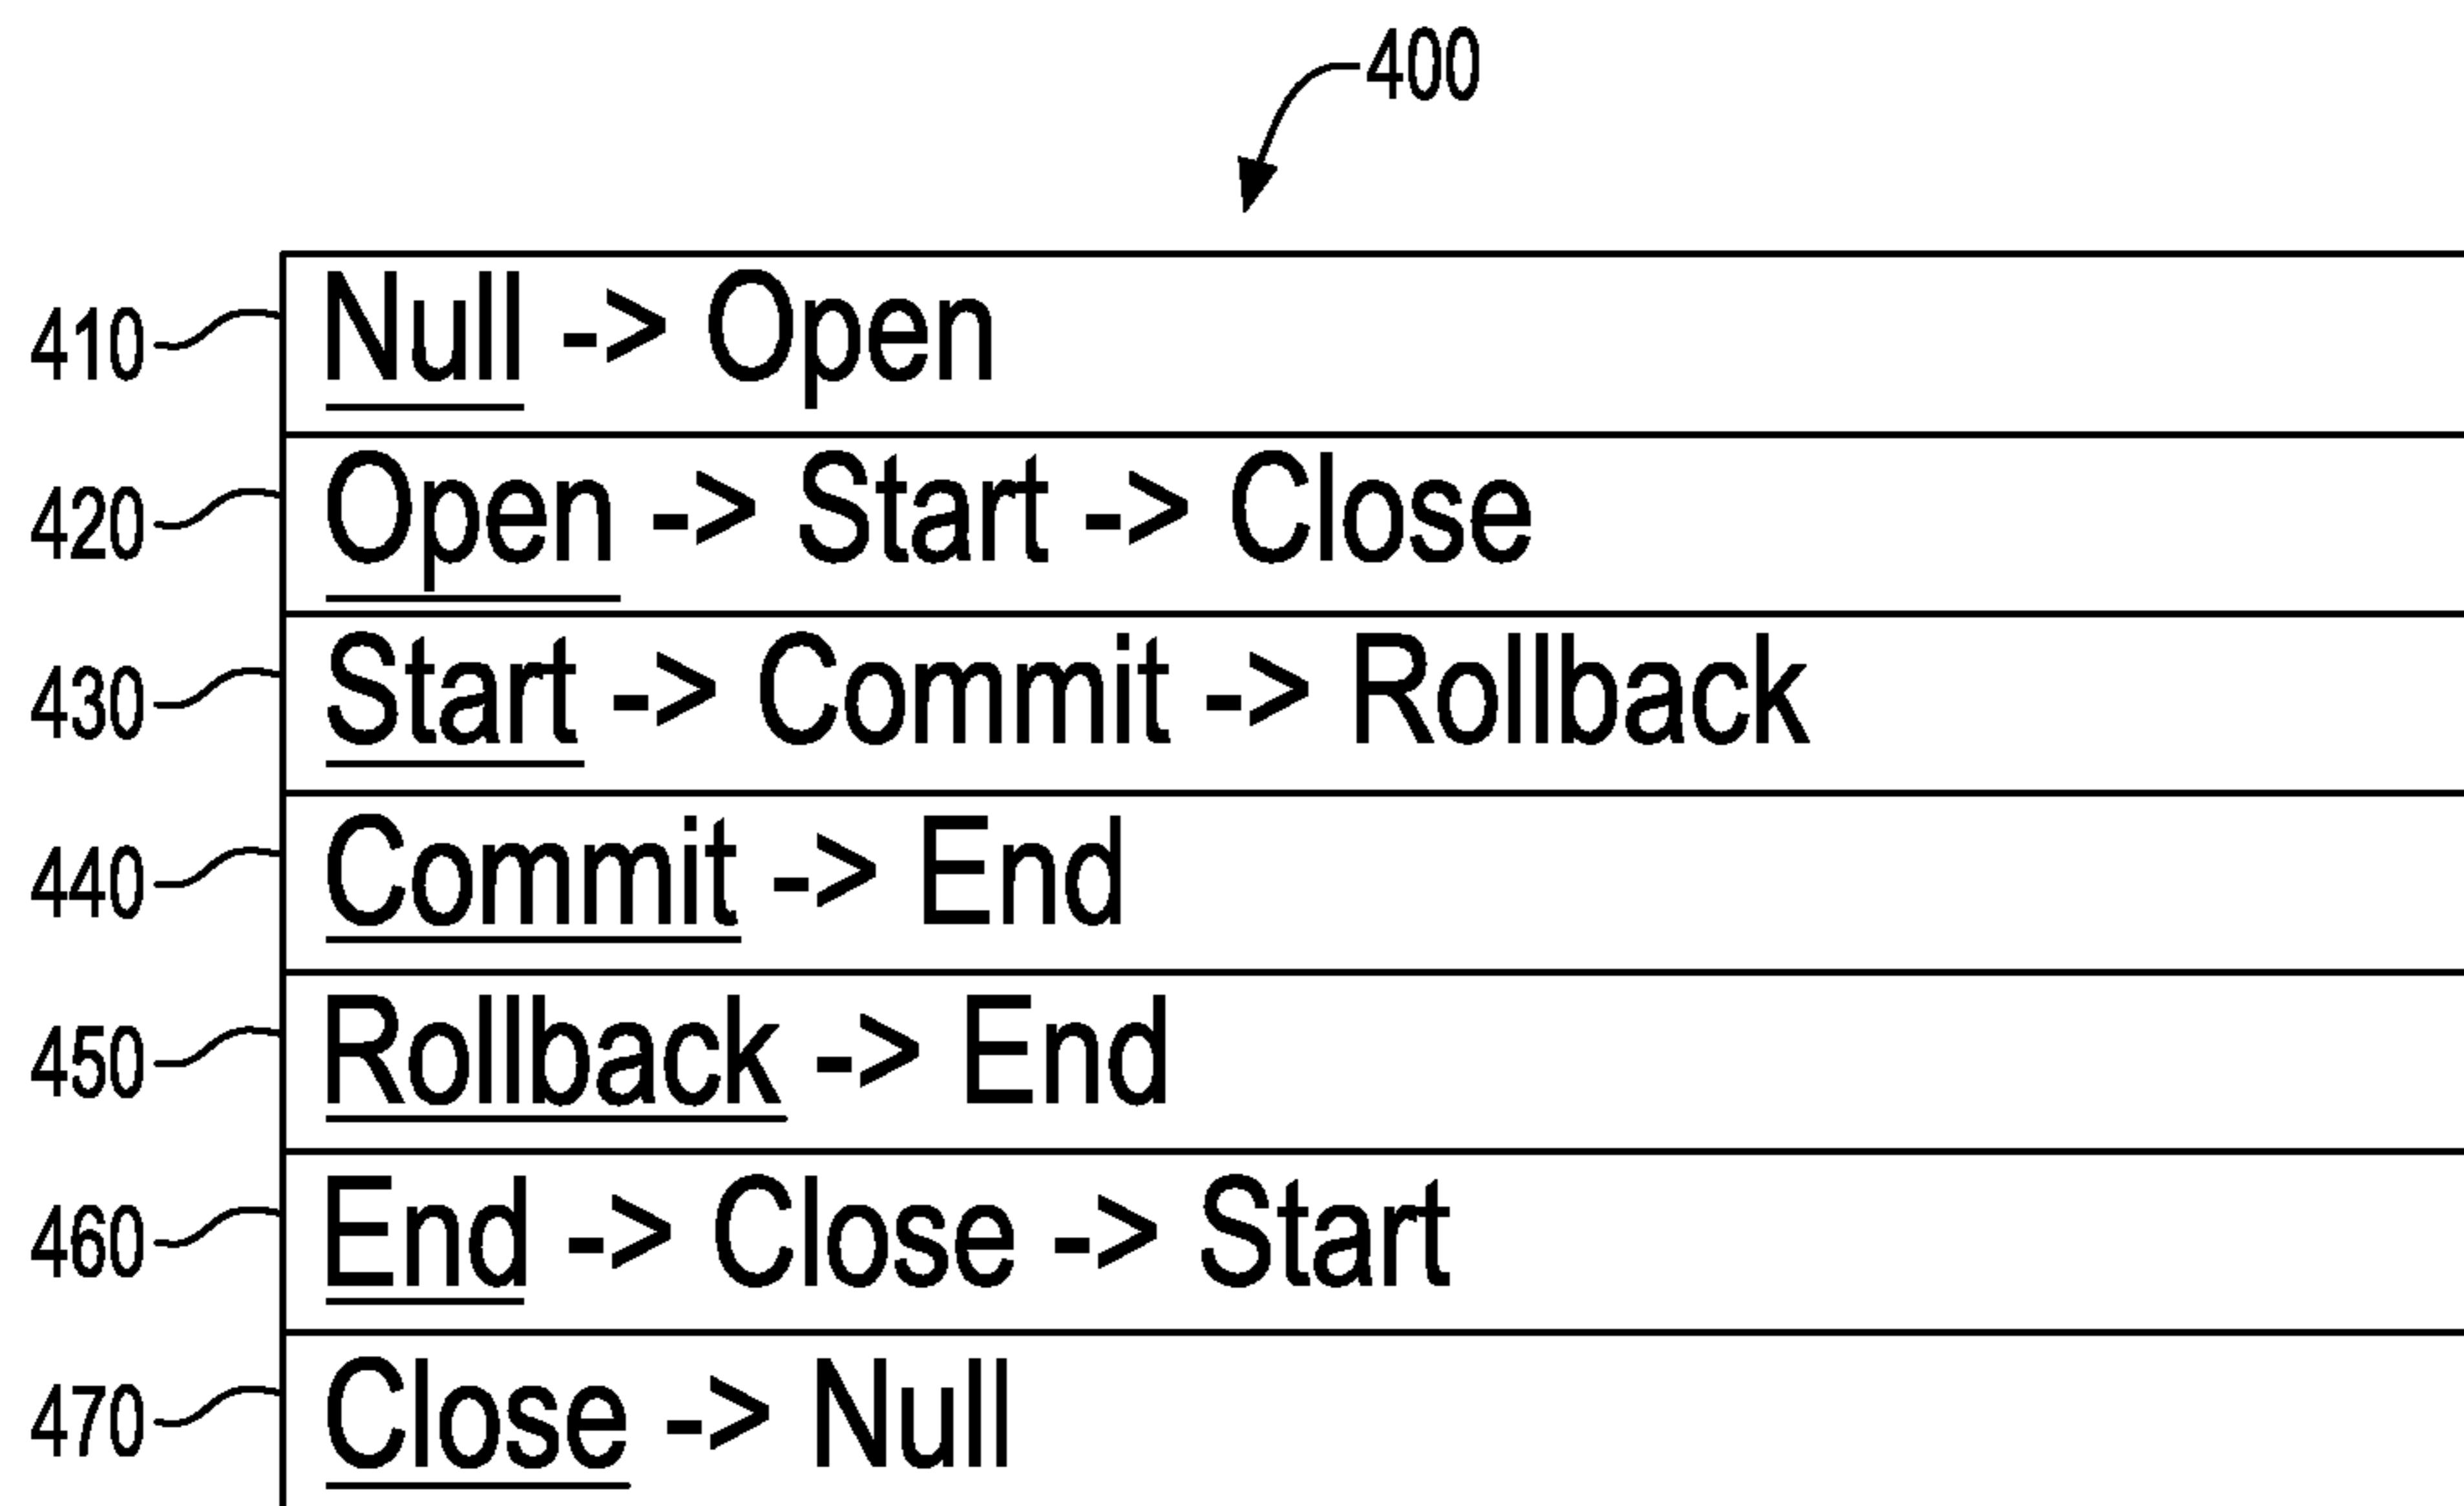 400
410 Null -> Open
420 Open -> Start -> Close
430 Start -> Commit -> Rollback
440 Commit -> End
450 Rollback -> End
460 End -> Close -> Start
470 Close -> Null